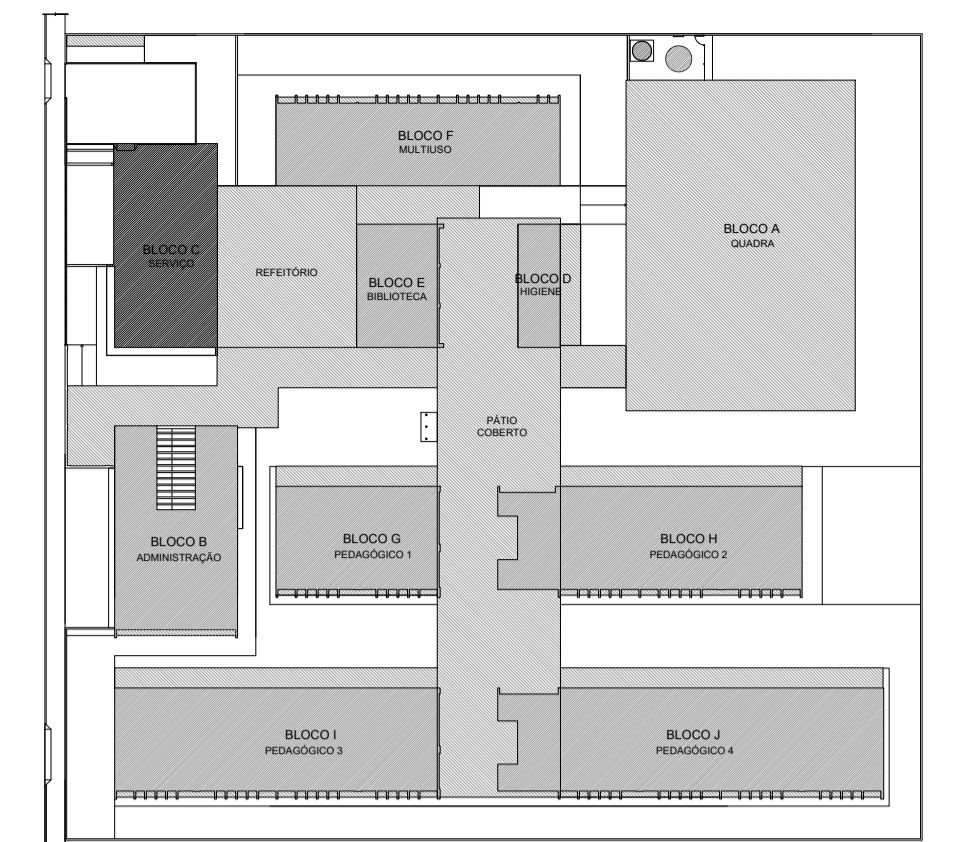 BLOCO F
MULTIUSO
BLOCO A
QUADRA
BLOCO C
SERVIÇO
REFEITÓRIO
BLOCO E
BIBLIOTECA
BLOCO D
HIGIENE
PÁTIO
COBERTO
BLOCO B
ADMINISTRAÇÃO
BLOCO G
PEDAGÓGICO 1
BLOCO H
PEDAGÓGICO 2
BLOCO I
PEDAGÓGICO 3
BLOCO J
PEDAGÓGICO 4